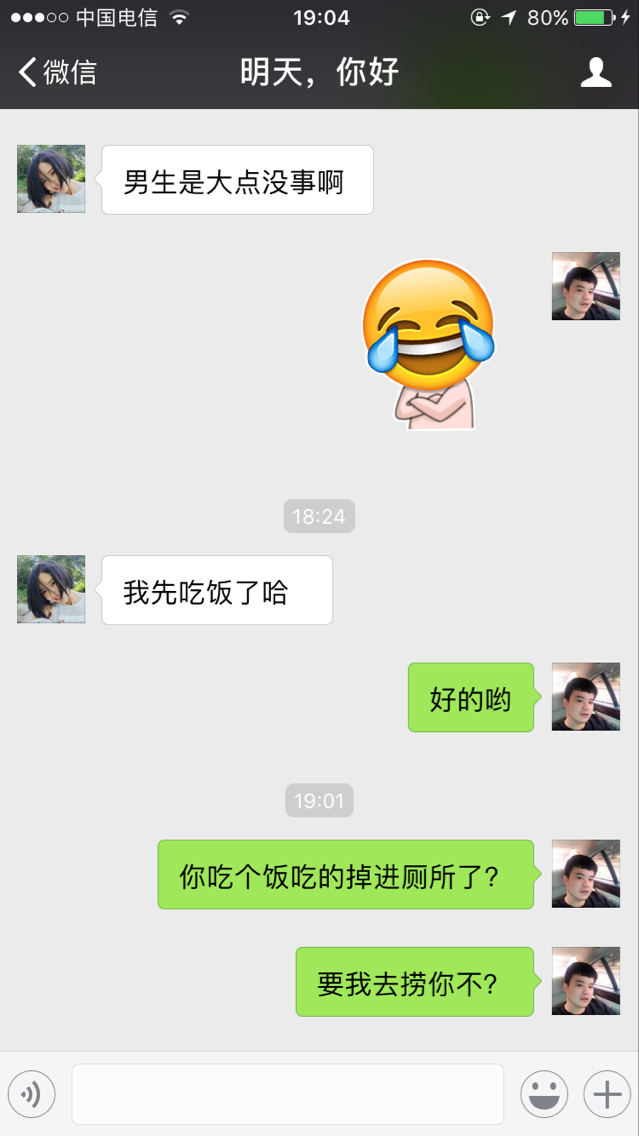 中国电信 19:04 80%
微信 明天，你好
男生是大点没事啊
18:24
我先吃饭了哈
好的哟
19:01
你吃个饭吃的掉进厕所了?
要我去捞你不?